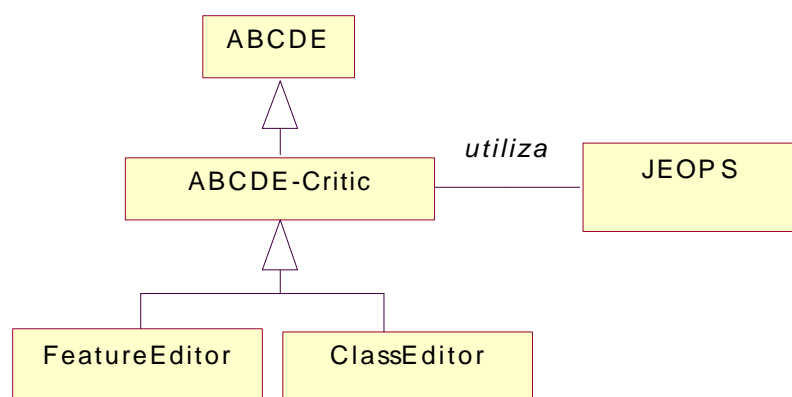 ABCDE
utiliza
ABCDE-Critic
JEOPS
FeatureEditor
ClassEditor